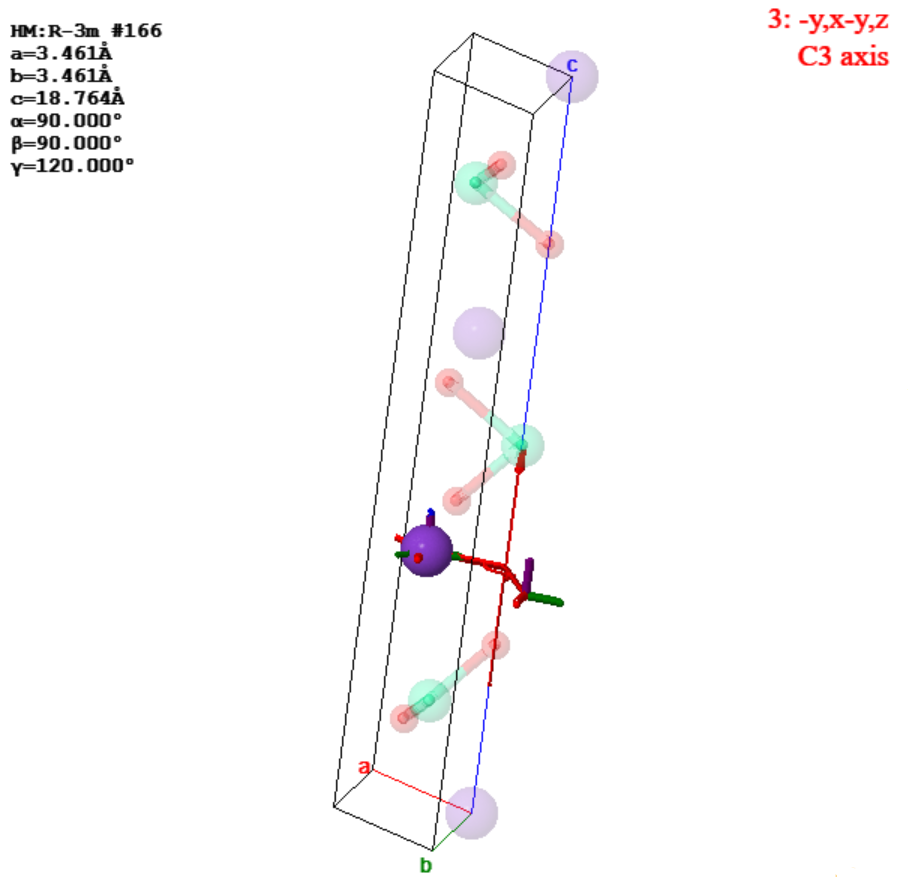 HM:R-3m #166
a=3.461Å
b=3.461Å
c=18.764Å
α=90.000°
β=90.000°
γ=120.000°
3: -y,x-y,z
C3 axis
c
a
b